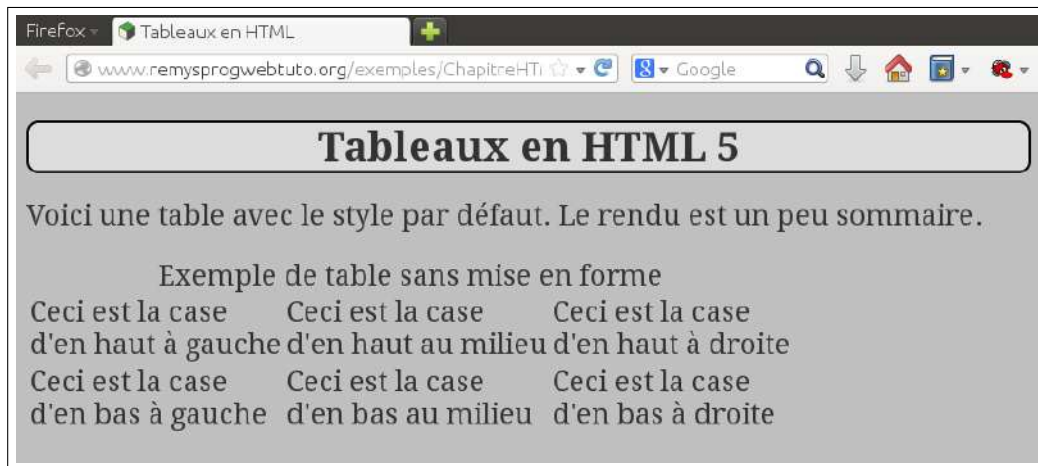 Firefox
Tableaux en HTML
www.remysprogwebtuto.org/exemples/ChapitreHT
Google
Tableaux en HTML 5
Voici une table avec le style par défaut. Le rendu est un peu sommaire.
Exemple de table sans mise en forme
Ceci est la case Ceci est la case Ceci est la case
d'en haut à gauche d'en haut au milieu d'en haut à droite
Ceci est la case Ceci est la case Ceci est la case
d'en bas à gauche d'en bas au milieu d'en bas à droite